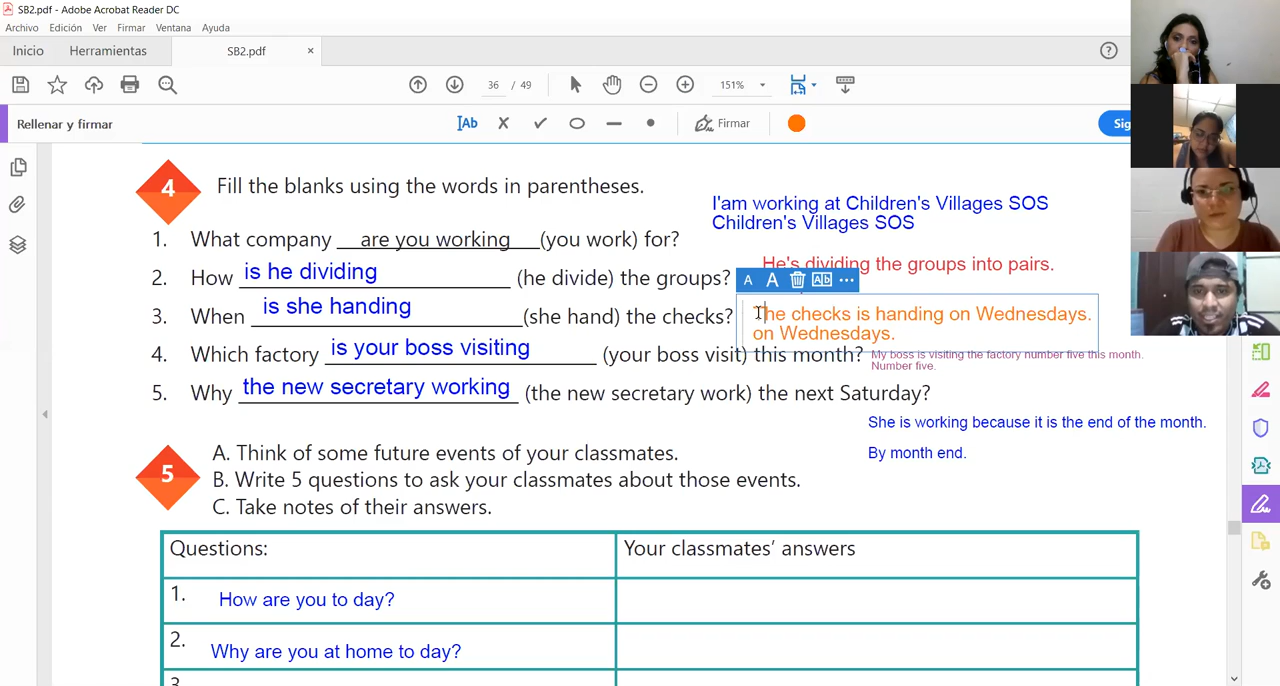 SB2.pdf - Adobe Acrobat Reader DC
Archivo Edición Ver Firmar Ventana Ayuda
Inicio Herramientas SB2.pdf ×
36 / 49 151%
Rellenar y firmar Ab Firmar Sig
4 Fill the blanks using the words in parentheses.
I'am working at Children's Villages SOS
Children's Villages SOS
1. What company __are you working__(you work) for?
He's dividing the groups into pairs.
2. How is he dividing (he divide) the groups?
A A Ab ...
3. When is she handing (she hand) the checks?
The checks is handing on Wednesdays.
on Wednesdays.
4. Which factory is your boss visiting (your boss visit) this month?
My boss is visiting the factory number five this month.
Number five.
5. Why the new secretary working (the new secretary work) the next Saturday?
She is working because it is the end of the month.
By month end.
5 A. Think of some future events of your classmates.
B. Write 5 questions to ask your classmates about those events.
C. Take notes of their answers.
Questions: Your classmates' answers
1. How are you to day?
2. Why are you at home to day?
3.